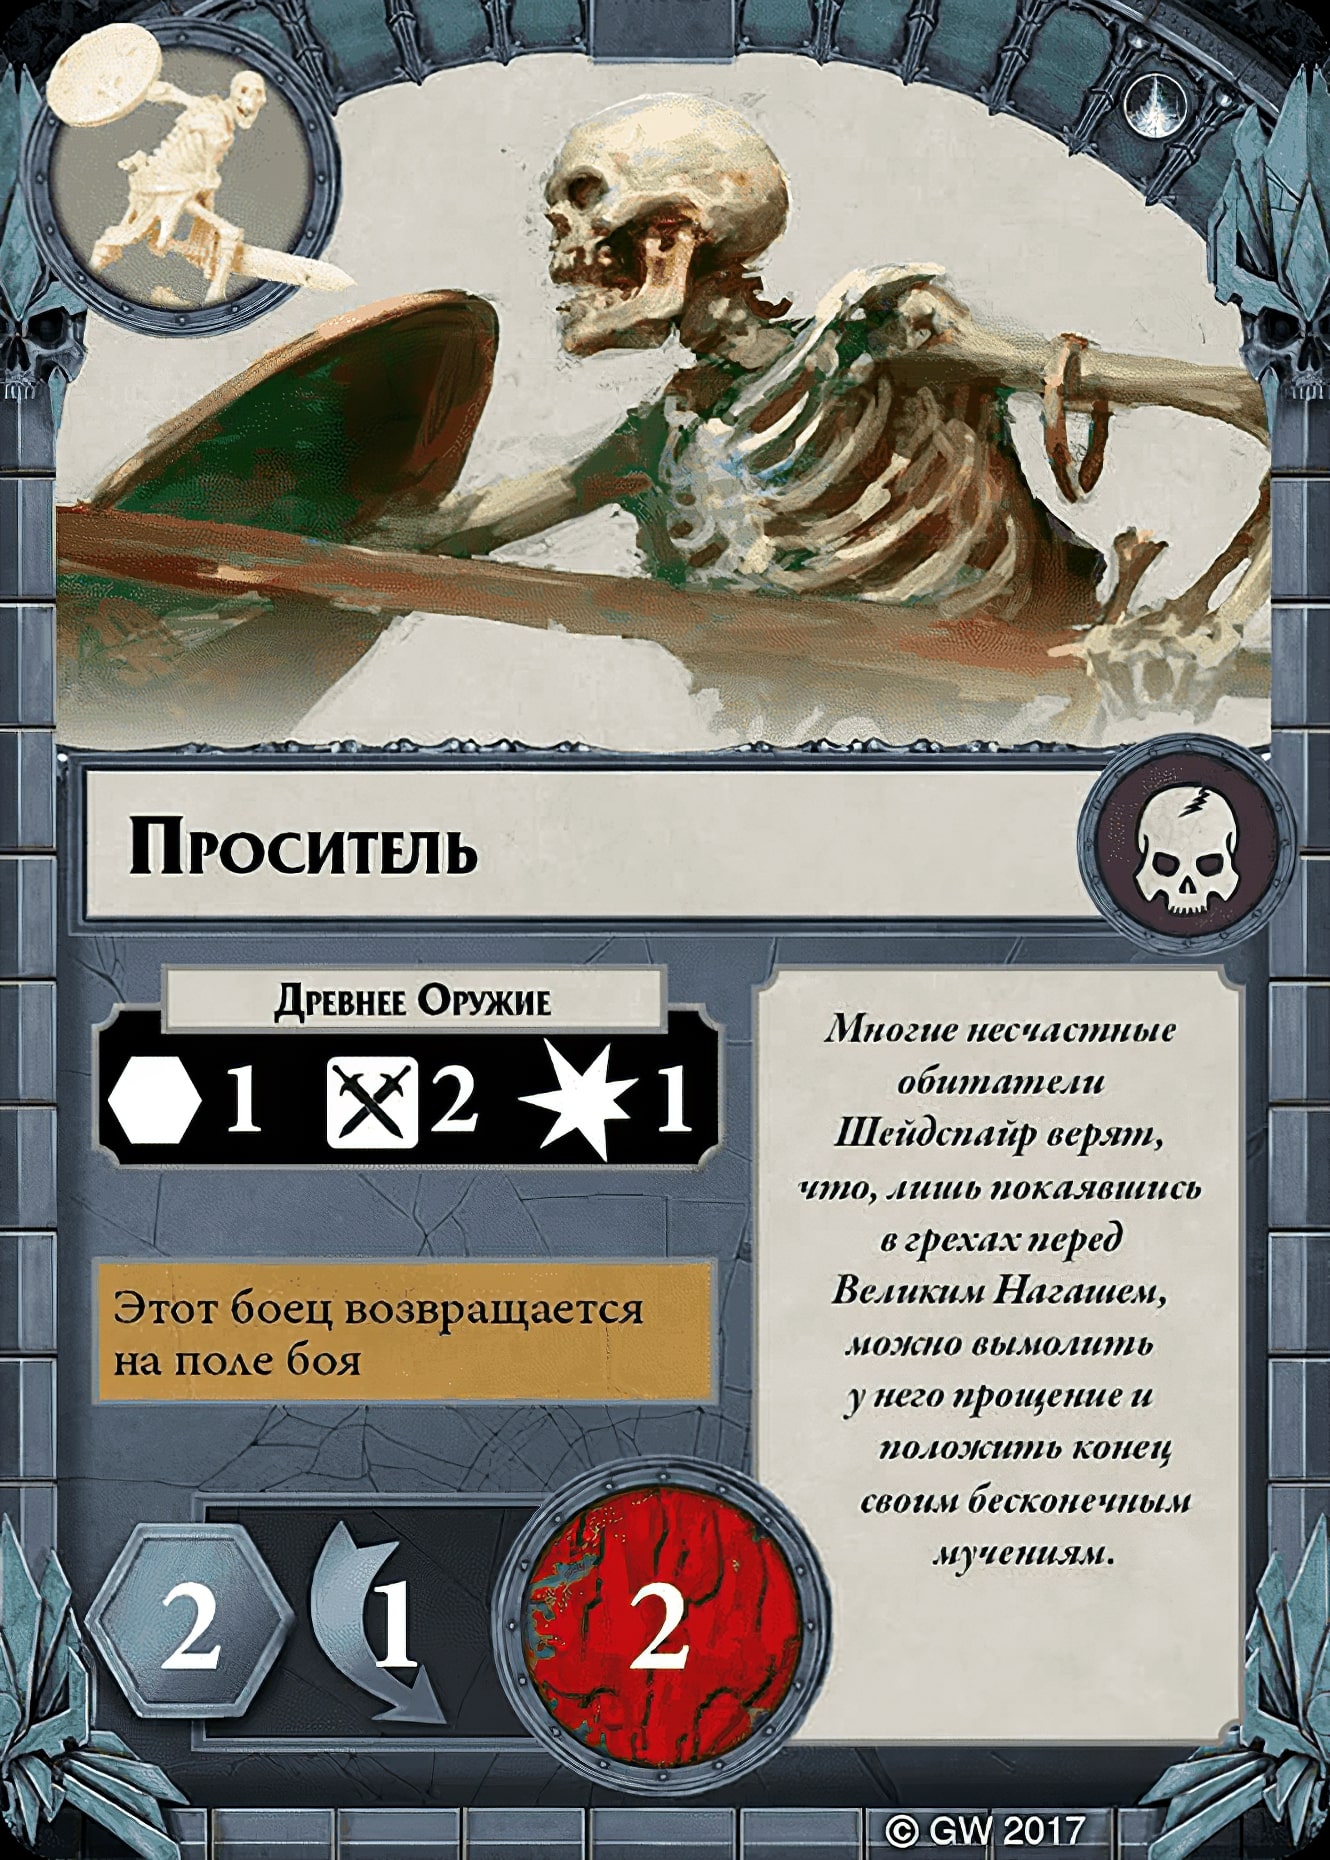 Проситель
Древнее Оружие
1 2 1
Этот боец возвращается
на поле боя
2 1 2
Многие несчастные
обитатели
Шейдспайр верят,
что, лишь покаявшись
в грехах перед
Великим Нагашем,
можно вымолить
у него прощение и
положить конец
своим бесконечным
мучениям.
© GW 2017